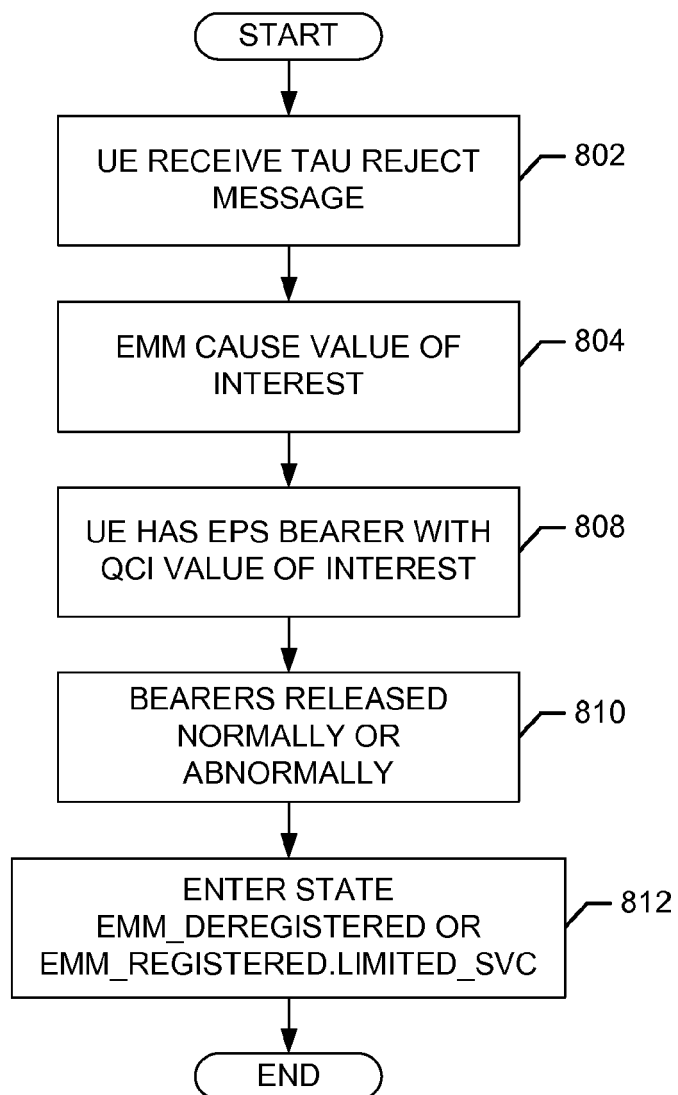 START
UE RECEIVE TAU REJECT
MESSAGE
802
EMM CAUSE VALUE OF
INTEREST
804
UE HAS EPS BEARER WITH
QCI VALUE OF INTEREST
808
BEARERS RELEASED
NORMALLY OR
ABNORMALLY
810
ENTER STATE
EMM_DEREGISTERED OR
EMM_REGISTERED.LIMITED_SVC
812
END